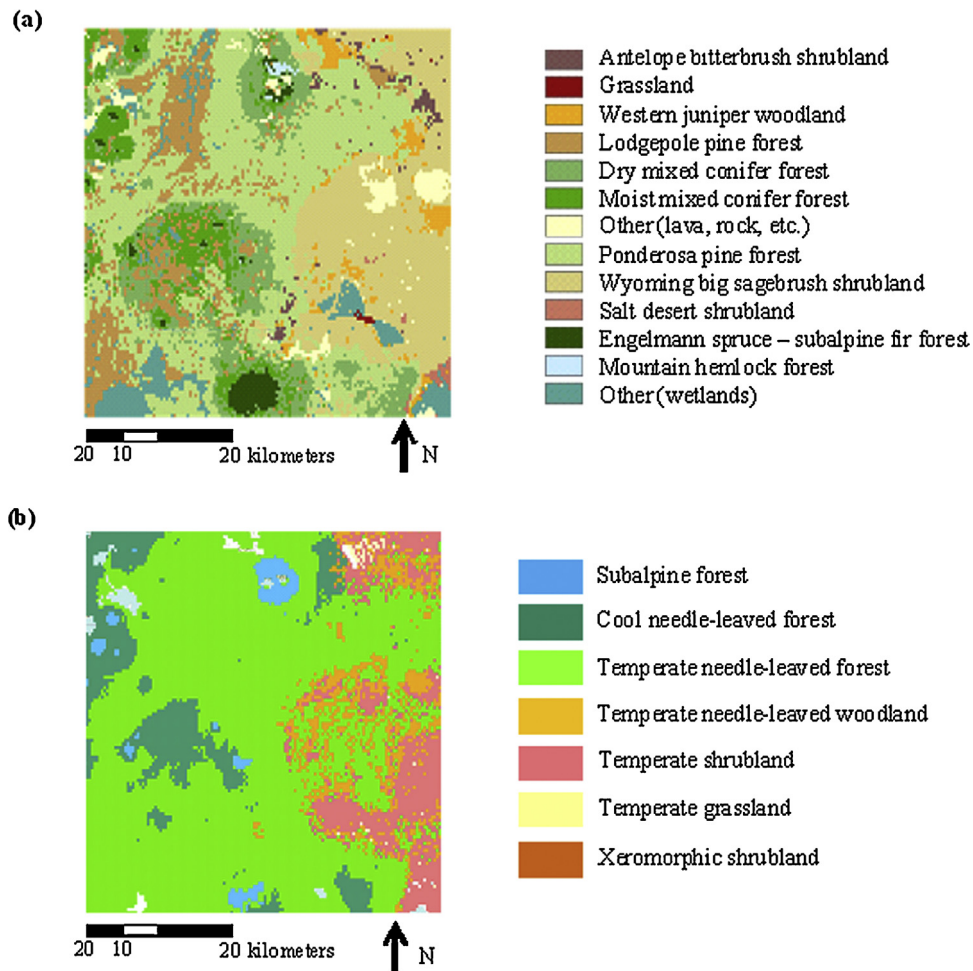 (a)
Antelope bitterbrush shrubland
Grassland
Western juniper woodland
Lodgepole pine forest
Dry mixed conifer forest
Moist mixed conifer forest
Other (lava, rock, etc.)
Ponderosa pine forest
Wyoming big sagebrush shrubland
Salt desert shrubland
Engelmann spruce – subalpine fir forest
Mountain hemlock forest
Other (wetlands)
20 10 20 kilometers N
(b)
Subalpine forest
Cool needle-leaved forest
Temperate needle-leaved forest
Temperate needle-leaved woodland
Temperate shrubland
Temperate grassland
Xeromorphic shrubland
20 10 20 kilometers N